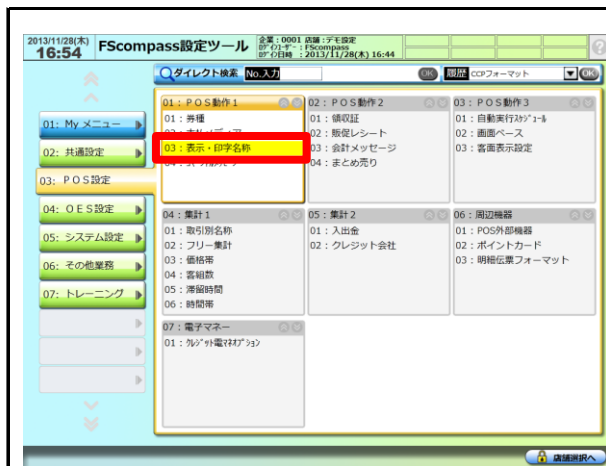 2013/11/28(木)
16:54
FScompass設定ツール
企業：0001 店舗：デモ設定
ﾛｸﾞｲﾝﾕｰｻﾞｰ：FScompass
ﾛｸﾞｲﾝ日時 ：2013/11/28(木) 16:44
ダイレクト検索 No.入力 OK 履歴 CCPフォーマット OK
01: My メニュー
02: 共通設定
03: POS設定
04: OES設定
05: システム設定
06: その他業務
07: トレーニング
01：POS動作1
01：券種
03：表示・印字名称
02：POS動作2
01：領収証
02：販促レシート
03：会計メッセージ
04：まとめ売り
03：POS動作3
01：自動実行ｽｹｼﾞｭｰﾙ
02：画面ベース
03：客面表示設定
04：集計1
01：取引別名称
02：フリー集計
03：価格帯
04：客組数
05：滞留時間
06：時間帯
05：集計2
01：入出金
02：クレジット会社
06：周辺機器
01：POS外部機器
02：ポイントカード
03：明細伝票フォーマット
07：電子マネー
01：ｸﾚｼﾞｯﾄ電ﾏﾈｵﾌﾟｼｮﾝ
店舗選択へ